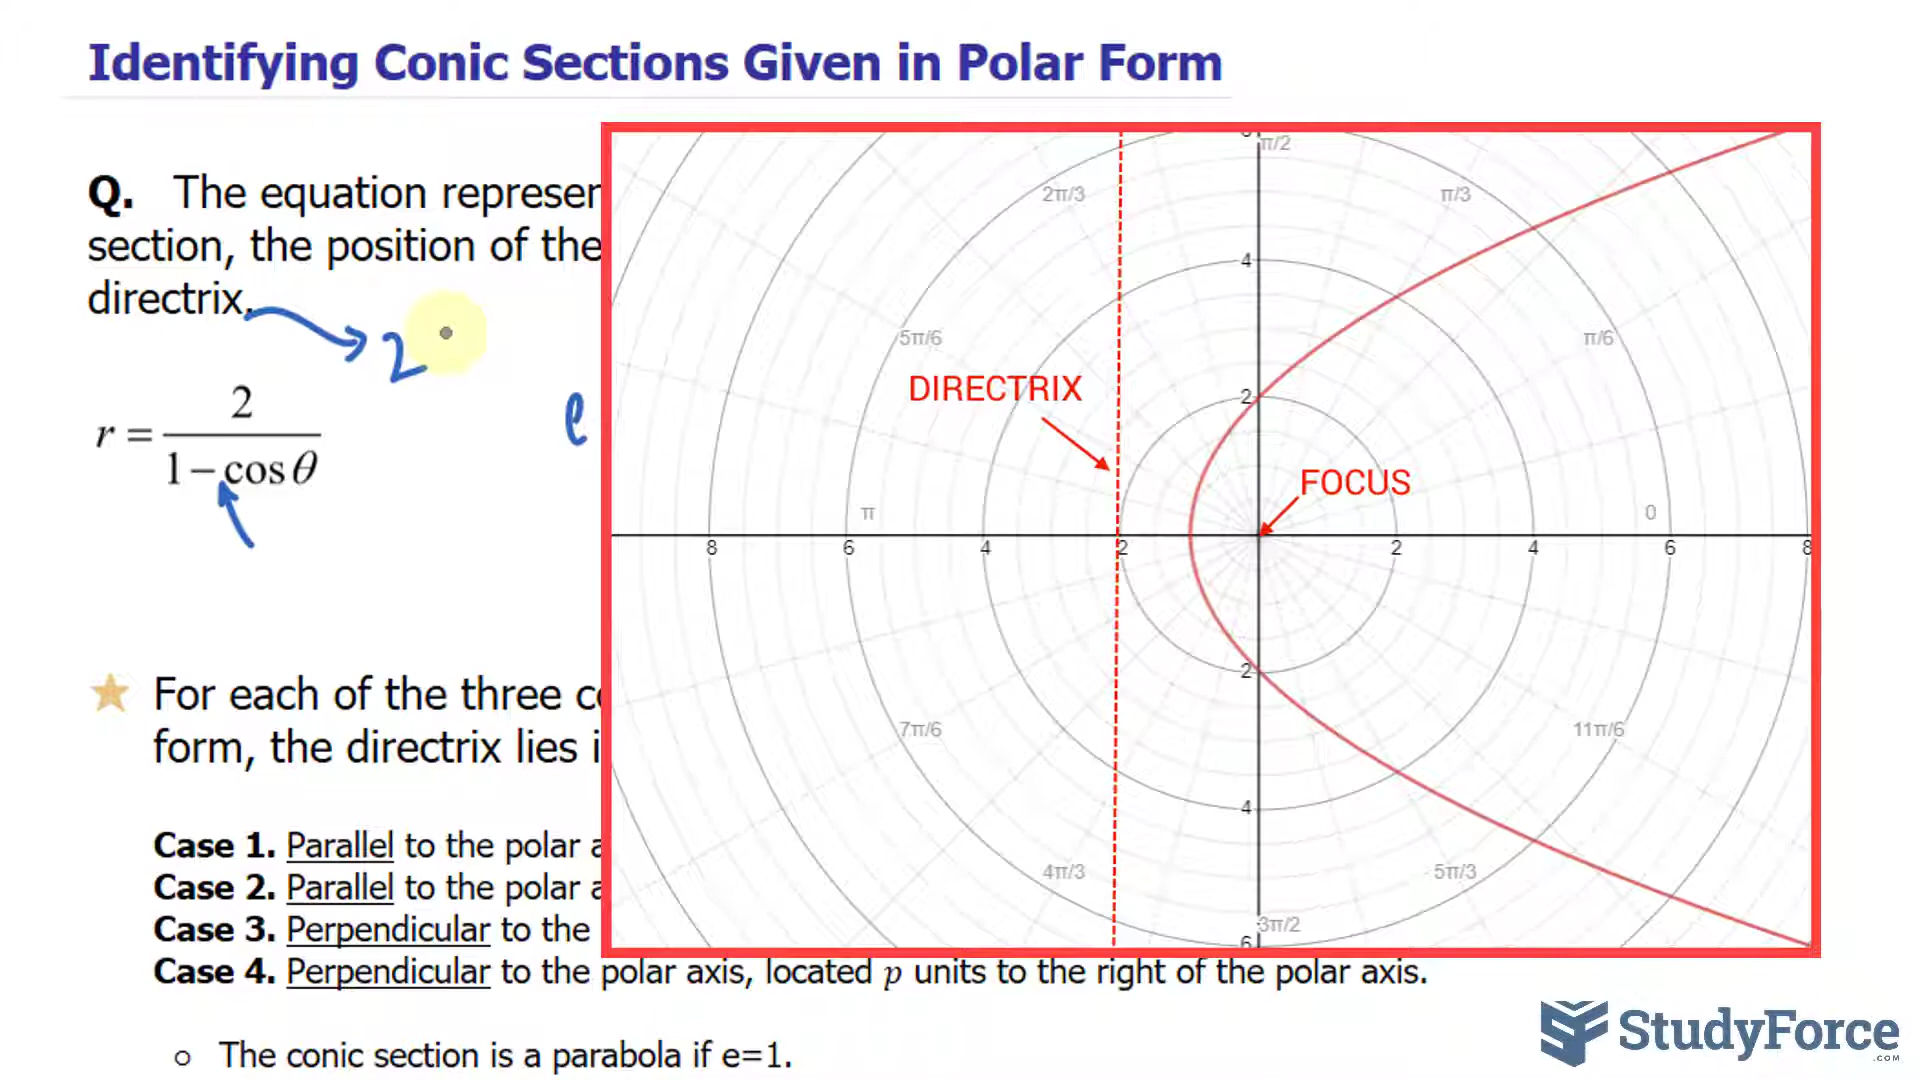 Identifying Conic Sections Given in Polar Form
Q. The equation represen
section, the position of the
directrix.
2
r = 2 / (1 − cos θ)
e
For each of the three co
form, the directrix lies i
Case 1. Parallel to the polar a
Case 2. Parallel to the polar a
Case 3. Perpendicular to the
Case 4. Perpendicular to the polar axis, located p units to the right of the polar axis.
○ The conic section is a parabola if e=1.
π/2
2π/3
π/3
4
5π/6
π/6
DIRECTRIX
2
FOCUS
π
0
8 6 4 2 2 4 6 8
2
7π/6
11π/6
4
4π/3
5π/3
3π/2
6
StudyForce
.COM